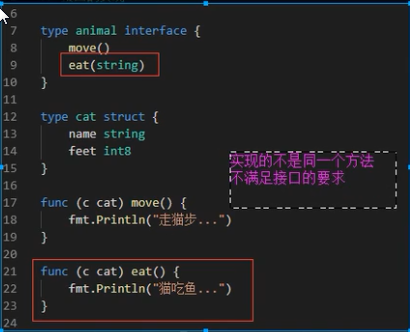 6
7 type animal interface {
8 move()
9 eat(string)
10 }
11
12 type cat struct {
13 name string
14 feet int8
15 }
16
17 func (c cat) move() {
18 fmt.Println("走猫步...")
19 }
20
21 func (c cat) eat() {
22 fmt.Println("猫吃鱼...")
23 }
24
实现的不是同一个方法
不满足接口的要求